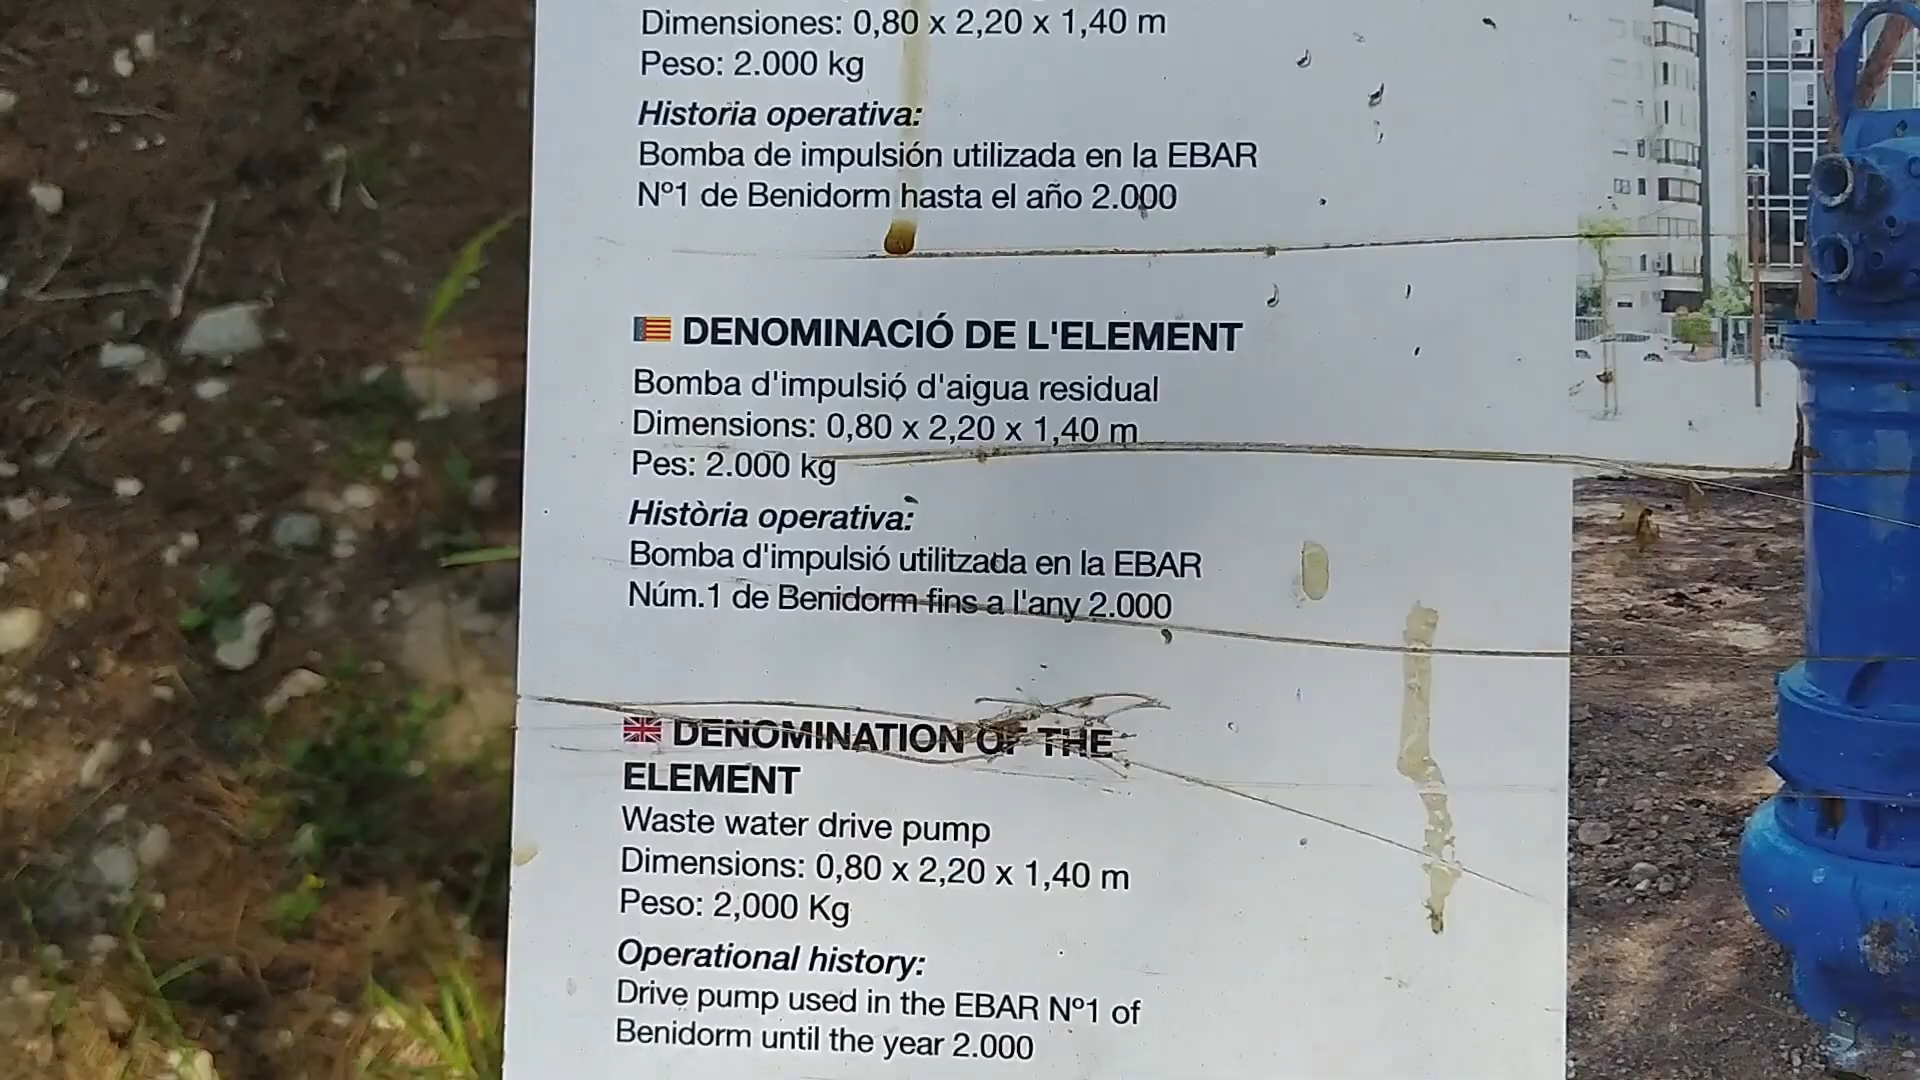 Dimensiones: 0,80 x 2,20 x 1,40 m
Peso: 2.000 kg
Historia operativa:
Bomba de impulsión utilizada en la EBAR
Nº1 de Benidorm hasta el año 2.000
DENOMINACIÓ DE L'ELEMENT
Bomba d'impulsió d'aigua residual
Dimensions: 0,80 x 2,20 x 1,40 m
Pes: 2.000 kg
Història operativa:
Bomba d'impulsió utilitzada en la EBAR
Núm.1 de Benidorm fins a l'any 2.000
DENOMINATION OF THE
ELEMENT
Waste water drive pump
Dimensions: 0,80 x 2,20 x 1,40 m
Peso: 2,000 Kg
Operational history:
Drive pump used in the EBAR Nº1 of
Benidorm until the year 2.000